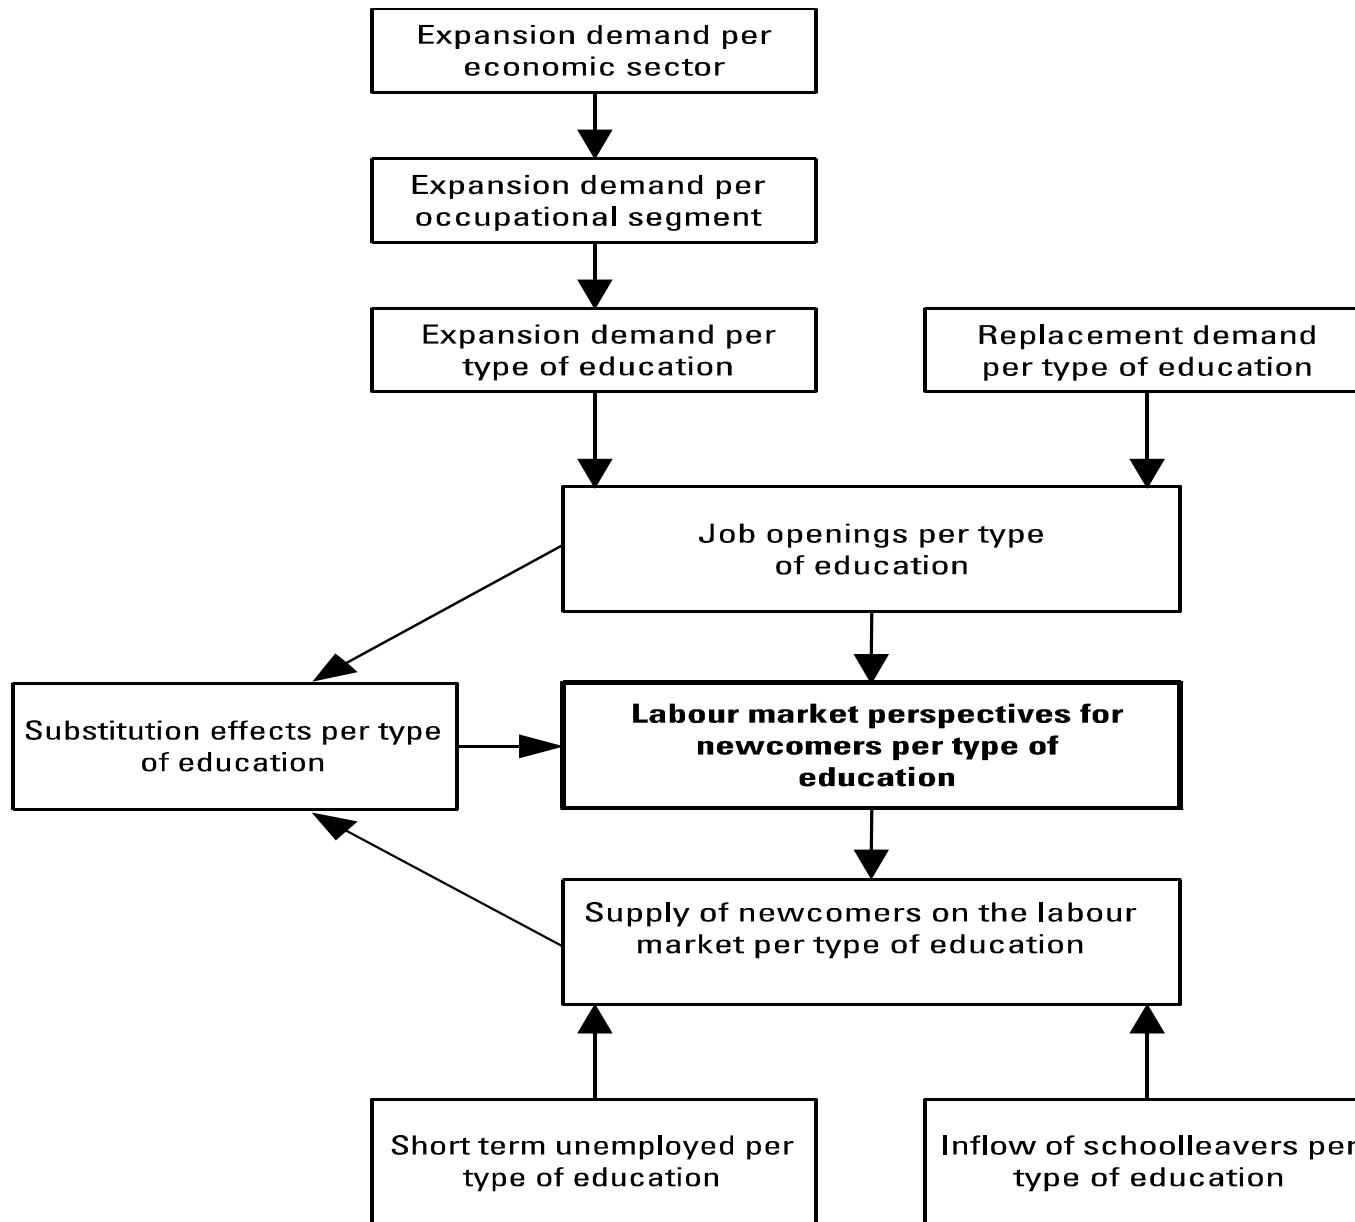 Expansion demand per
economic sector
Expansion demand per
occupational segment
Expansion demand per
type of education
Replacement demand
per type of education
Job openings per type
of education
Substitution effects per type
of education
Labour market perspectives for
newcomers per type of
education
Supply of newcomers on the labour
market per type of education
Short term unemployed per
type of education
Inflow of schoolleavers per
type of education